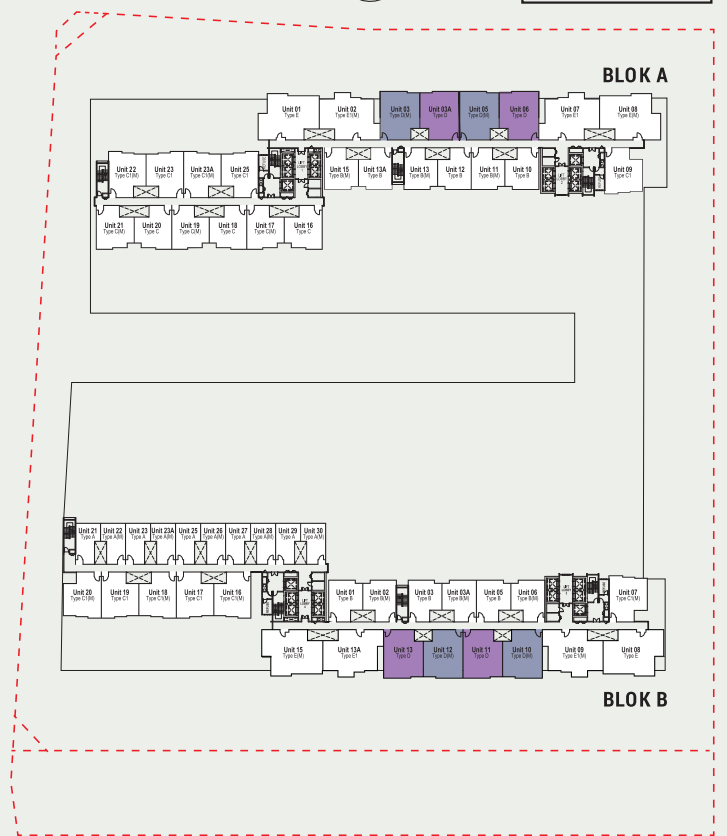 BLOK A
Unit 01
Type E
Unit 02
Type E1(M)
Unit 03
Type D(M)
Unit 03A
Type D
Unit 05
Type D(M)
Unit 06
Type D
Unit 07
Type E1
Unit 08
Type E(M)
Unit 22
Type C1(M)
Unit 23
Type C1
Unit 23A
Type C1(M)
Unit 25
Type C1
Unit 15
Type B(M)
Unit 13A
Type B
Unit 13
Type B(M)
Unit 12
Type B
Unit 11
Type B(M)
Unit 10
Type B
Unit 09
Type C1
Unit 21
Type C(M)
Unit 20
Type C
Unit 19
Type C(M)
Unit 18
Type C
Unit 17
Type C(M)
Unit 16
Type C
Unit 21
Type A
Unit 22
Type A(M)
Unit 23
Type A
Unit 23A
Type A(M)
Unit 25
Type A
Unit 26
Type A(M)
Unit 27
Type A
Unit 28
Type A(M)
Unit 29
Type A
Unit 30
Type A(M)
Unit 20
Type C1(M)
Unit 19
Type C1
Unit 18
Type C1(M)
Unit 17
Type C1
Unit 16
Type C1(M)
Unit 01
Type B
Unit 02
Type B(M)
Unit 03
Type B
Unit 03A
Type B(M)
Unit 05
Type B
Unit 06
Type B(M)
Unit 07
Type C1(M)
Unit 15
Type E(M)
Unit 13A
Type E1
Unit 13
Type D
Unit 12
Type D(M)
Unit 11
Type D
Unit 10
Type D(M)
Unit 09
Type E1(M)
Unit 08
Type E
BLOK B